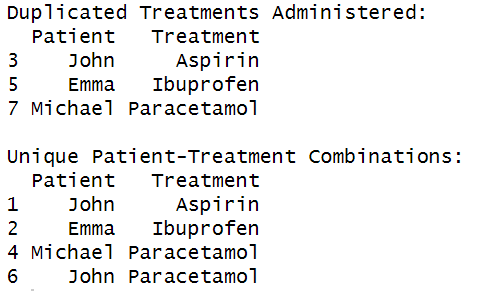 Duplicated Treatments Administered:
  Patient   Treatment
3    John     Aspirin
5    Emma   Ibuprofen
7 Michael Paracetamol

Unique Patient-Treatment Combinations:
  Patient   Treatment
1    John     Aspirin
2    Emma   Ibuprofen
4 Michael Paracetamol
6    John Paracetamol